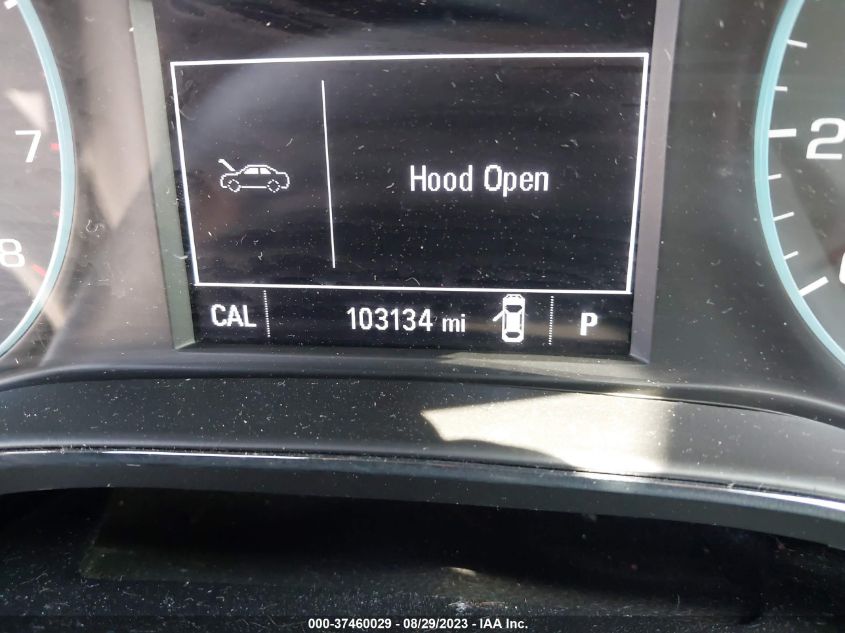 7
8
Hood Open
2
CAL 103134 mi P
000-37460029 - 08/29/2023 - IAA Inc.